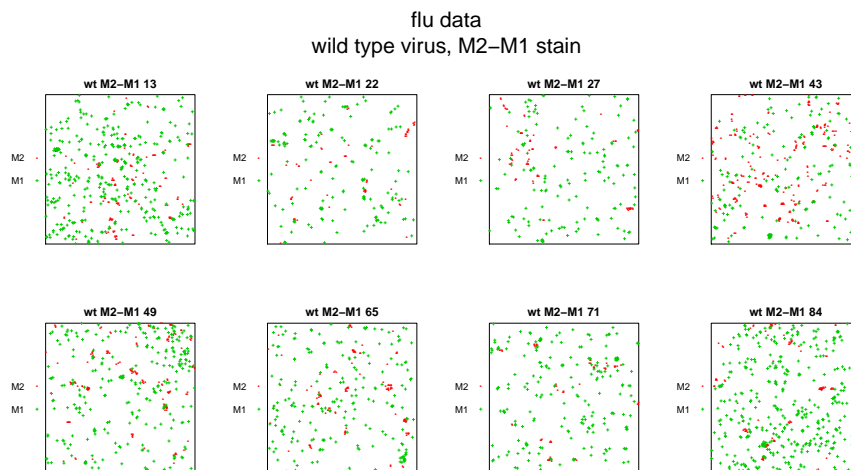 flu data
wild type virus, M2−M1 stain
wt M2−M1 13
wt M2−M1 22
wt M2−M1 27
wt M2−M1 43
M2
M1
M2
M1
M2
M1
M2
M1
wt M2−M1 49
wt M2−M1 65
wt M2−M1 71
wt M2−M1 84
M2
M1
M2
M1
M2
M1
M2
M1